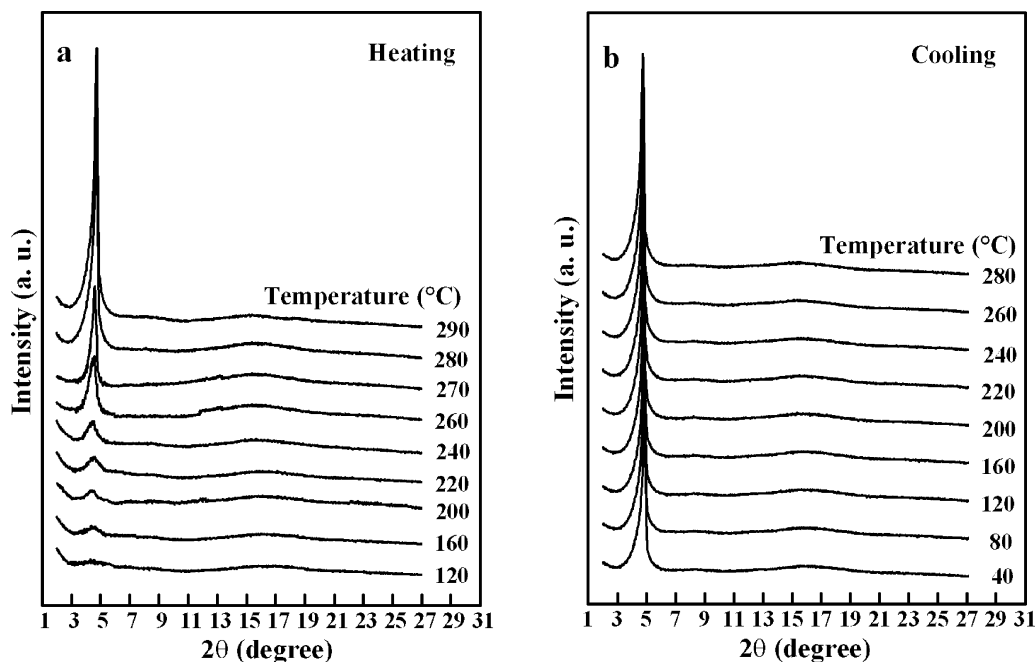 a
Heating
Temperature (°C)
290
280
270
260
240
220
200
160
120
Intensity (a. u.)
1 3 5 7 9 11 13 15 17 19 21 23 25 27 29 31
2θ (degree)
b
Cooling
Temperature (°C)
280
260
240
220
200
160
120
80
40
Intensity (a. u.)
1 3 5 7 9 11 13 15 17 19 21 23 25 27 29 31
2θ (degree)